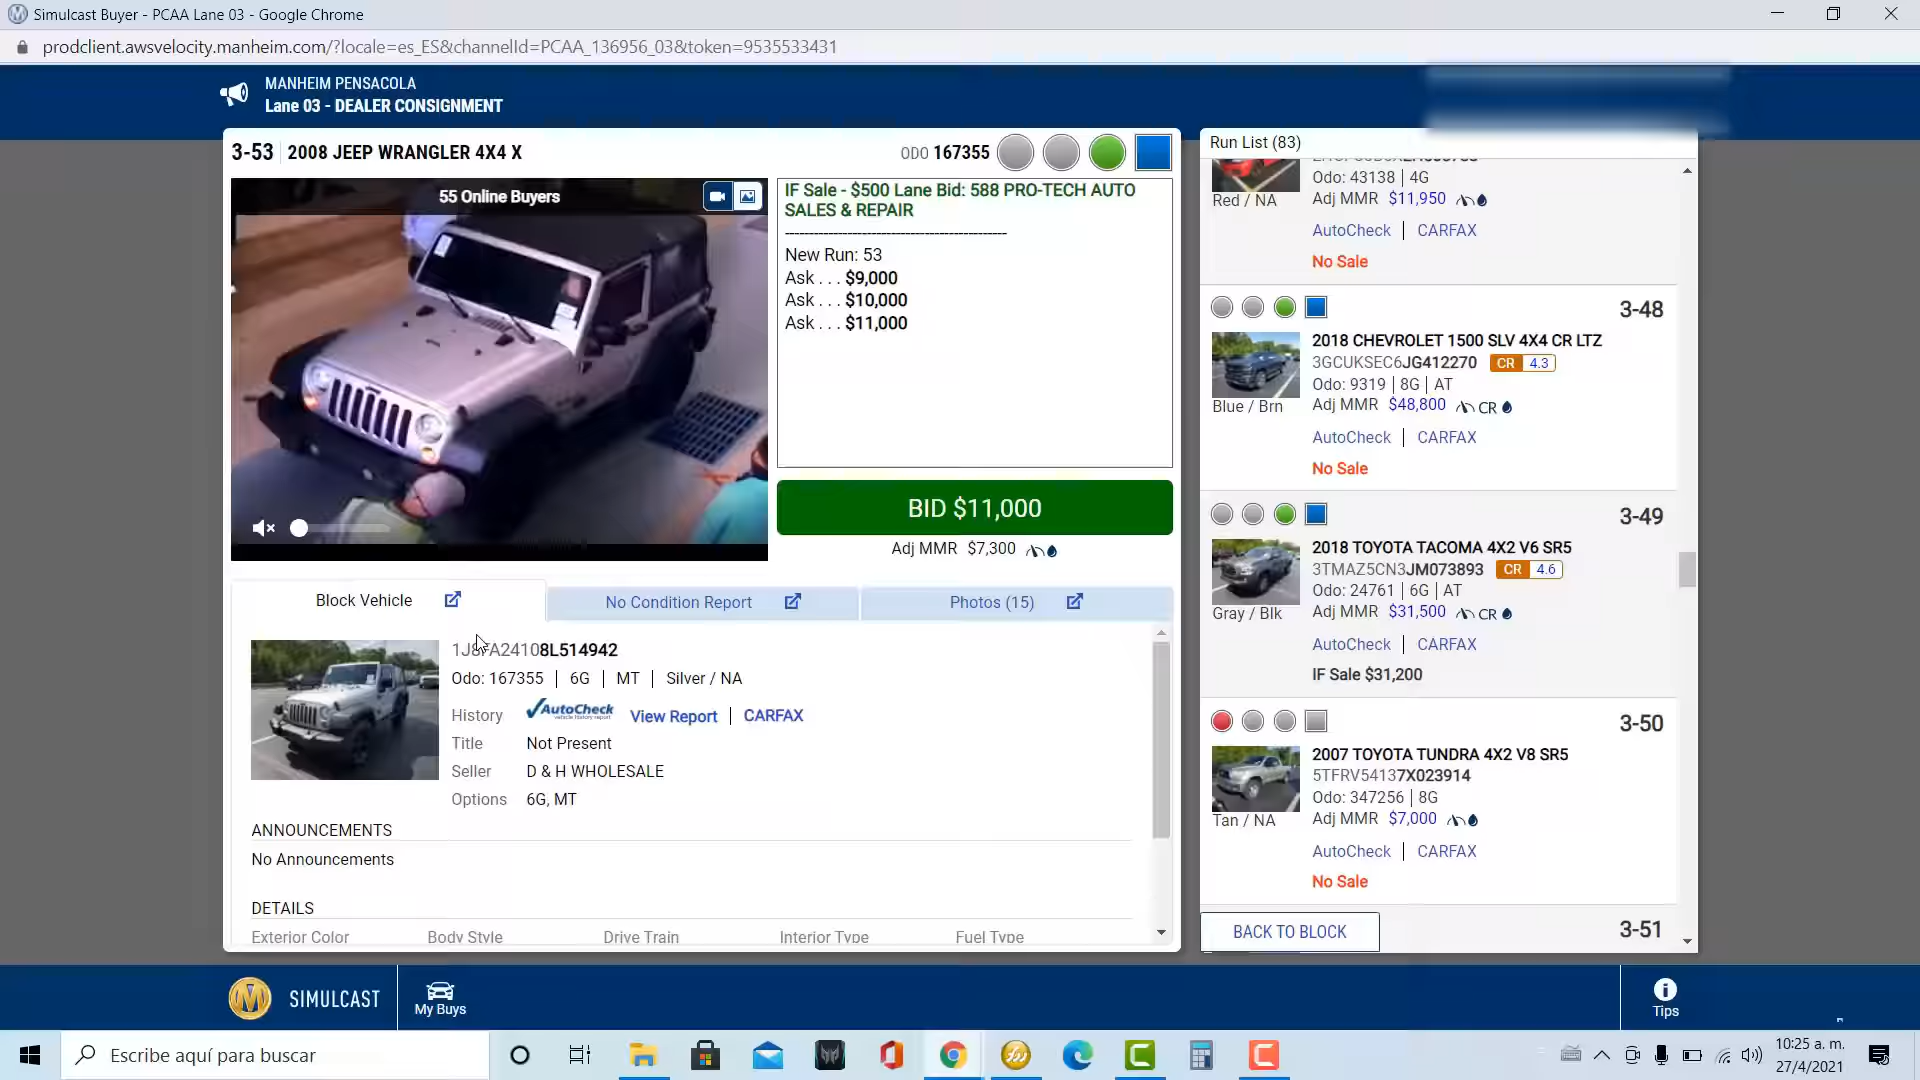 Simulcast Buyer - PCAA Lane 03 - Google Chrome
prodclient.awsvelocity.manheim.com/?locale=es_ES&channelId=PCAA_136956_03&token=9535533431
MANHEIM PENSACOLA
Lane 03 - DEALER CONSIGNMENT
3-53 2008 JEEP WRANGLER 4X4 X
ODO 167355
55 Online Buyers
IF Sale - $500 Lane Bid: 588 PRO-TECH AUTO
SALES & REPAIR
---------------------------------------------
New Run: 53
Ask . . . $9,000
Ask . . . $10,000
Ask . . . $11,000
BID $11,000
Adj MMR $7,300
Block Vehicle
No Condition Report
Photos (15)
8L514942
Odo: 167355 | 6G | MT | Silver / NA
History AutoCheck vehicle history report View Report | CARFAX
Title Not Present
Seller D & H WHOLESALE
Options 6G, MT
ANNOUNCEMENTS
No Announcements
DETAILS
Exterior Color Body Style Drive Train Interior Type Fuel Type
Run List (83)
Odo: 43138 | 4G
Red / NA
Adj MMR $11,950
AutoCheck | CARFAX
No Sale
3-48
2018 CHEVROLET 1500 SLV 4X4 CR LTZ
3GCUKSEC6JG412270 CR 4.3
Odo: 9319 | 8G | AT
Blue / Brn
Adj MMR $48,800 CR
AutoCheck | CARFAX
No Sale
3-49
2018 TOYOTA TACOMA 4X2 V6 SR5
3TMAZ5CN3JM073893 CR 4.6
Odo: 24761 | 6G | AT
Gray / Blk
Adj MMR $31,500 CR
AutoCheck | CARFAX
IF Sale $31,200
3-50
2007 TOYOTA TUNDRA 4X2 V8 SR5
5TFRV54137X023914
Odo: 347256 | 8G
Tan / NA
Adj MMR $7,000
AutoCheck | CARFAX
No Sale
BACK TO BLOCK
3-51
SIMULCAST
My Buys
Tips
Escribe aquí para buscar
10:25 a. m.
27/4/2021